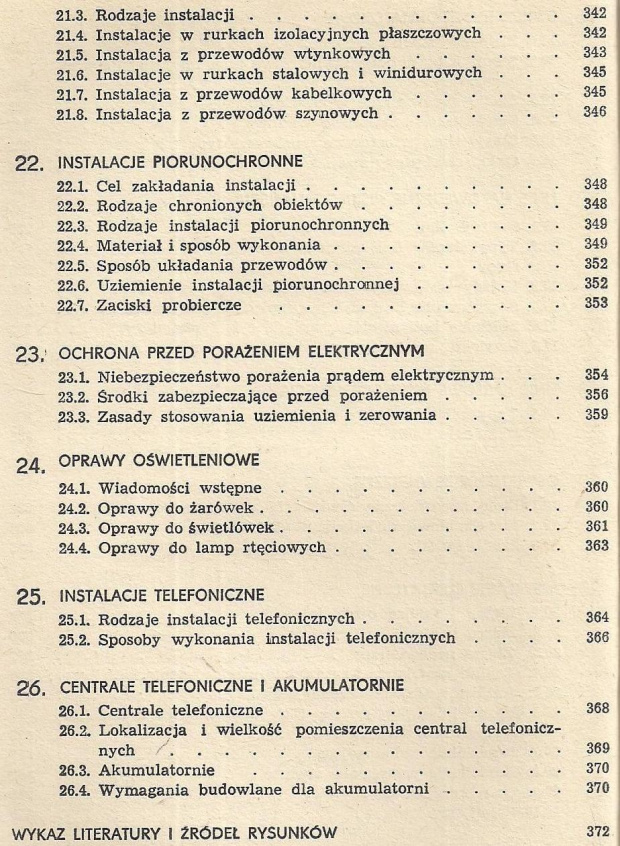 21.3. Rodzaje instalacji . . . . . . . . . . . 342
21.4. Instalacje w rurkach izolacyjnych płaszczowych . . . . 342
21.5. Instalacja z przewodów wtynkowych . . . . . . 343
21.6. Instalacje w rurkach stalowych i winidurowych . . . . 345
21.7. Instalacja z przewodów kabelkowych . . . . . . 345
21.8. Instalacja z przewodów szynowych . . . . . . . 346
22. INSTALACJE PIORUNOCHRONNE
22.1. Cel zakładania instalacji . . . . . . . . . 348
22.2. Rodzaje chronionych obiektów . . . . . . . . 348
22.3. Rodzaje instalacji piorunochronnych . . . . . . 349
22.4. Materiał i sposób wykonania . . . . . . . . . 349
22.5. Sposób układania przewodów . . . . . . . . . 352
22.6. Uziemienie instalacji piorunochronnej . . . . . . 352
22.7. Zaciski probiercze . . . . . . . . . . 353
23. OCHRONA PRZED PORAŻENIEM ELEKTRYCZNYM
23.1. Niebezpieczeństwo porażenia prądem elektrycznym . . . 354
23.2. Środki zabezpieczające przed porażeniem . . . . . 356
23.3. Zasady stosowania uziemienia i zerowania . . . . . 359
24. OPRAWY OŚWIETLENIOWE
24.1. Wiadomości wstępne . . . . . . . . . . 360
24.2. Oprawy do żarówek . . . . . . . . . . . 360
24.3. Oprawy do świetlówek . . . . . . . . . . 361
24.4. Oprawy do lamp rtęciowych . . . . . . . . . 363
25. INSTALACJE TELEFONICZNE
25.1. Rodzaje instalacji telefonicznych . . . . . . . . 364
25.2. Sposoby wykonania instalacji telefonicznych . . . . 366
26. CENTRALE TELEFONICZNE I AKUMULATORNIE
26.1. Centrale telefoniczne . . . . . . . . . . 368
26.2. Lokalizacja i wielkość pomieszczenia central telefonicz-
nych . . . . . . . . . . . . . . 369
26.3. Akumulatornie . . . . . . . . . . . 370
26.4. Wymagania budowlane dla akumulatorni . . . . . 370
WYKAZ LITERATURY I ŹRÓDEŁ RYSUNKÓW 372